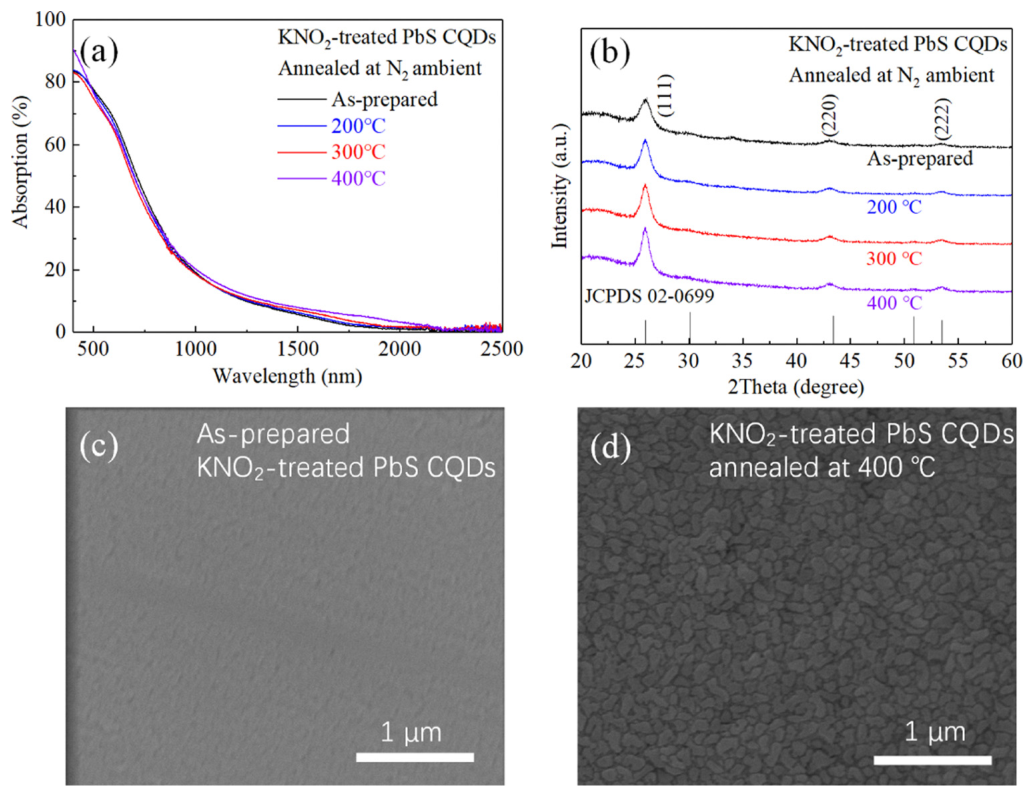 (a)
KNO₂-treated PbS CQDs
Annealed at N₂ ambient
As-prepared
200℃
300℃
400℃
Absorption (%)
100
80
60
40
20
0
500
1000
1500
2000
2500
Wavelength (nm)
(b)
KNO₂-treated PbS CQDs
Annealed at N₂ ambient
(111)
(220)
(222)
As-prepared
200 ℃
300 ℃
400 ℃
JCPDS 02-0699
Intensity (a.u.)
20
25
30
35
40
45
50
55
60
2Theta (degree)
(c)
As-prepared
KNO₂-treated PbS CQDs
1 μm
(d)
KNO₂-treated PbS CQDs
annealed at 400 ℃
1 μm